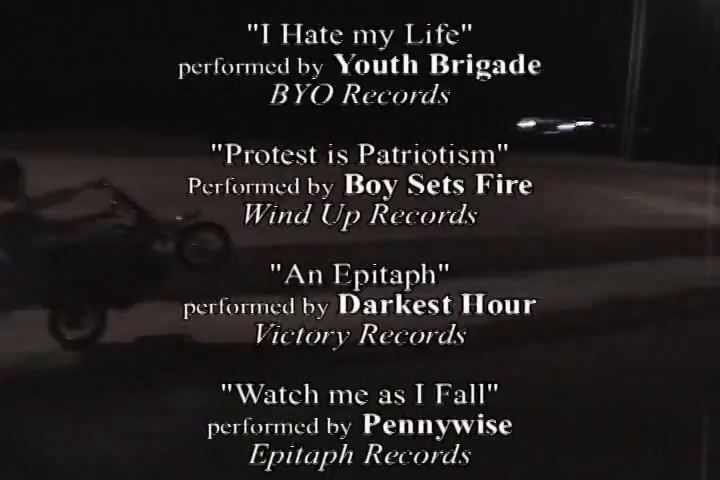 "I Hate my Life"
performed by Youth Brigade
BYO Records
"Protest is Patriotism"
Performed by Boy Sets Fire
Wind Up Records
"An Epitaph"
performed by Darkest Hour
Victory Records
"Watch me as I Fall"
performed by Pennywise
Epitaph Records